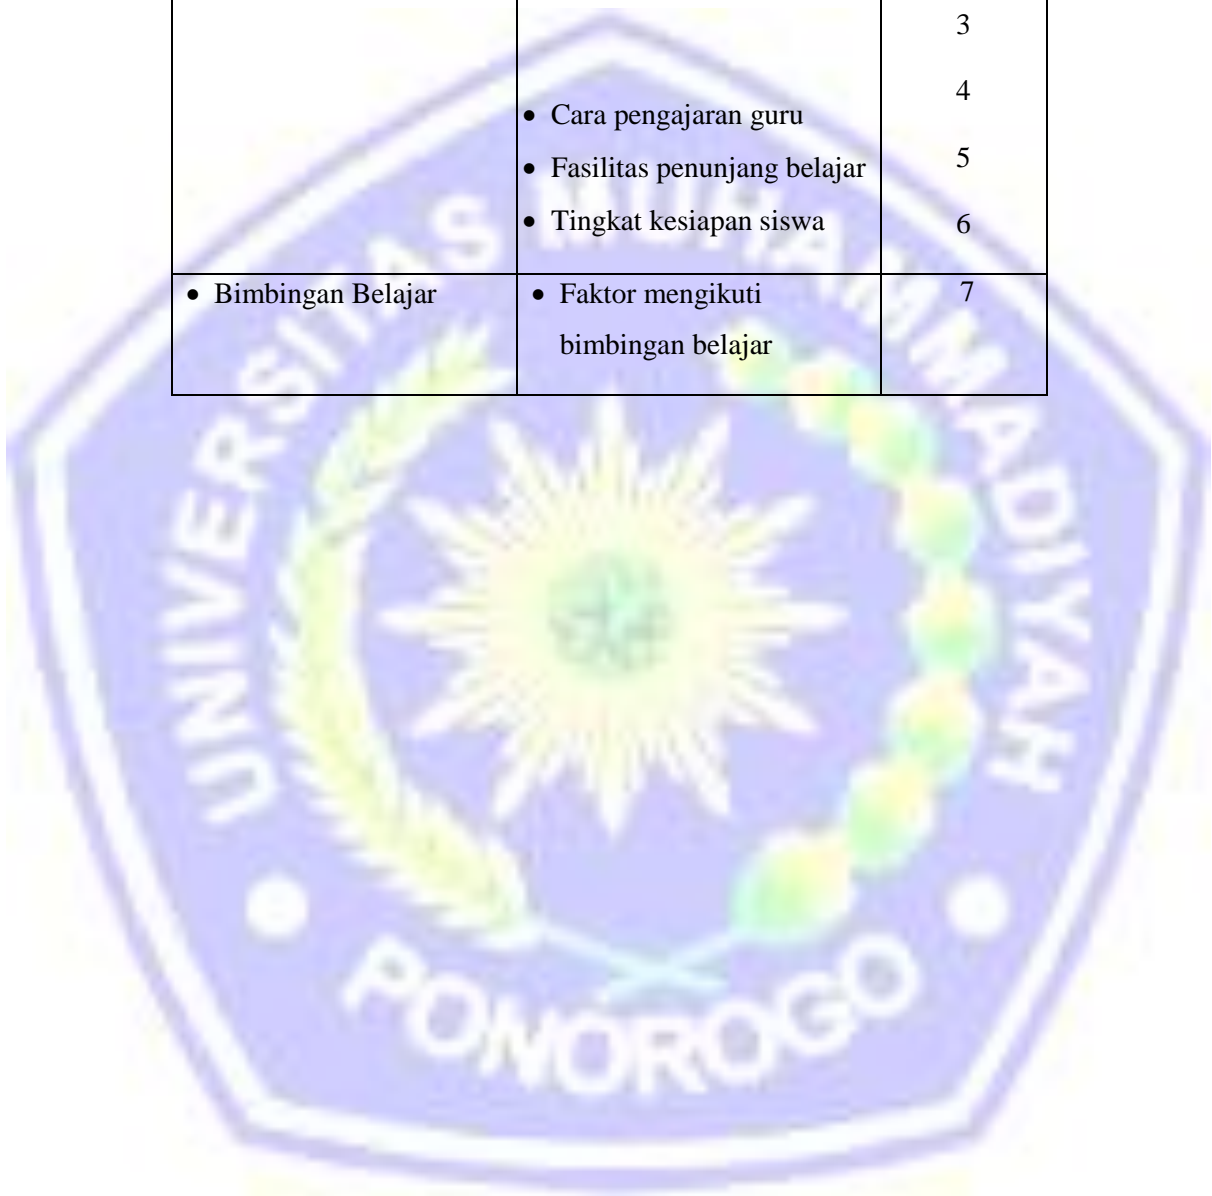 3
4
• Cara pengajaran guru
5
• Fasilitas penunjang belajar
• Tingkat kesiapan siswa
6
• Bimbingan Belajar
• Faktor mengikuti
bimbingan belajar
7
UNIVERSITAS MUHAMMADIYAH
PONOROGO